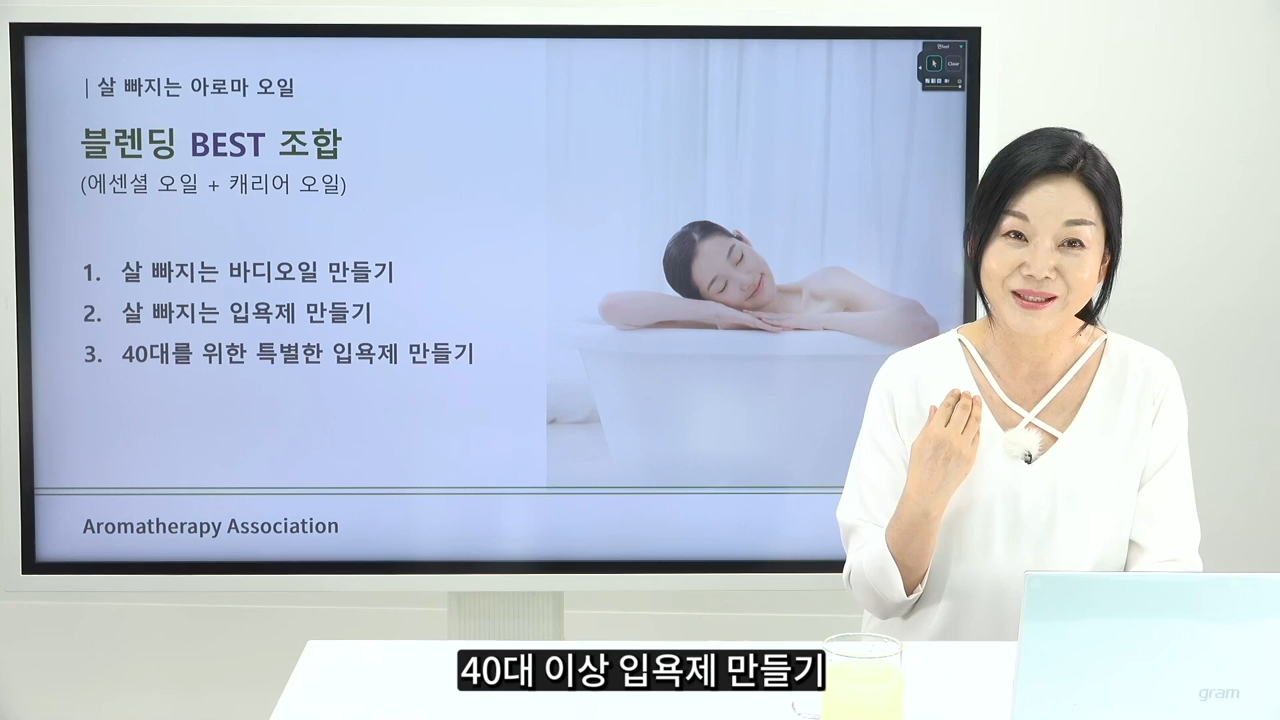 | 살 빠지는 아로마 오일
블렌딩 BEST 조합
(에센셜 오일 + 캐리어 오일)
1. 살 빠지는 바디오일 만들기
2. 살 빠지는 입욕제 만들기
3. 40대를 위한 특별한 입욕제 만들기
Aromatherapy Association
Clear
40대 이상 입욕제 만들기
gram